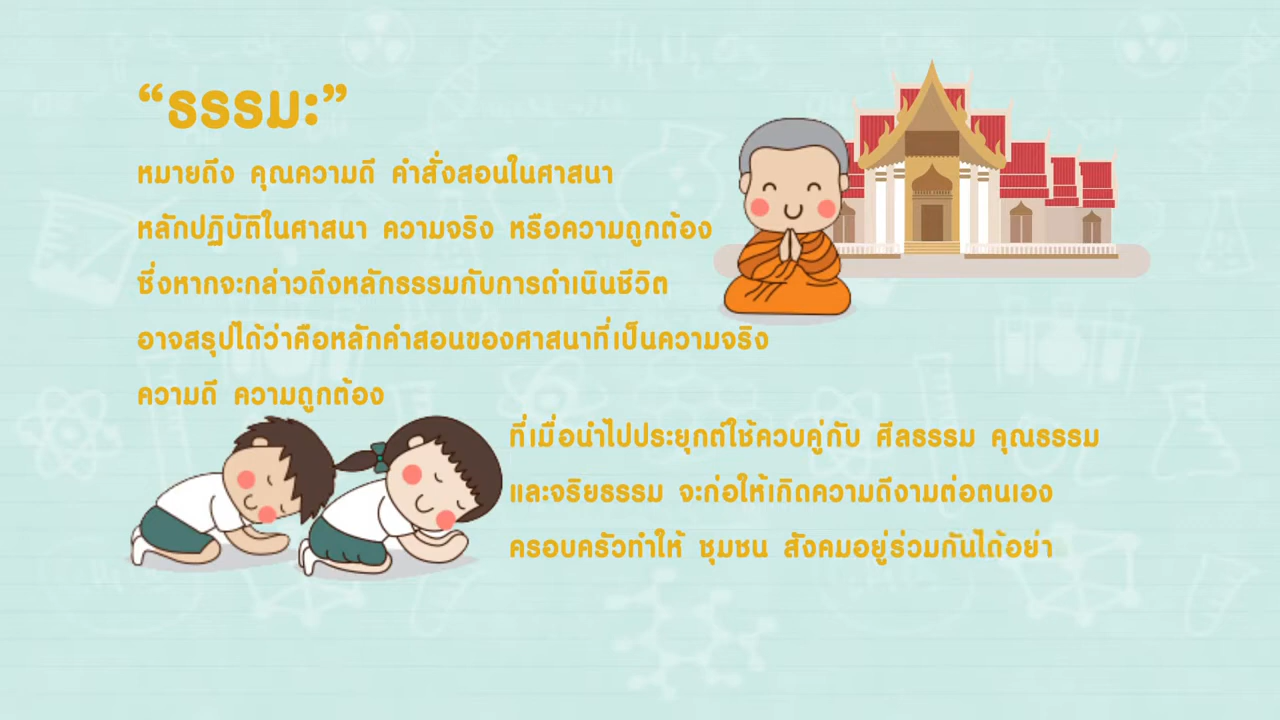 “ธรรมะ”
หมายถึง คุณความดี คำสั่งสอนในศาสนา
หลักปฏิบัติในศาสนา ความจริง หรือความถูกต้อง
ซึ่งหากจะกล่าวถึงหลักธรรมกับการดำเนินชีวิต
อาจสรุปได้ว่าคือหลักคำสอนของศาสนาที่เป็นความจริง
ความดี ความถูกต้อง
ที่เมื่อนำไปประยุกต์ใช้ควบคู่กับ ศีลธรรม คุณธรรม
และจริยธรรม จะก่อให้เกิดความดีงามต่อตนเอง
ครอบครัวทำให้ ชุมชน สังคมอยู่ร่วมกันได้อย่า